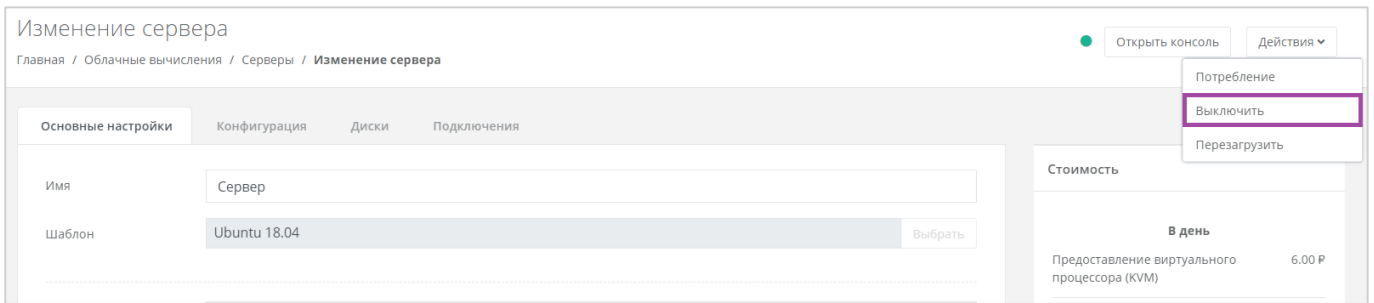 Изменение сервера
Главная / Облачные вычисления / Серверы / Изменение сервера
Открыть консоль
Действия
Потребление
Выключить
Перезагрузить
Основные настройки
Конфигурация
Диски
Подключения
Имя
Сервер
Шаблон
Ubuntu 18.04
Выбрать
Стоимость
В день
Предоставление виртуального
процессора (KVM)
6.00 ₽